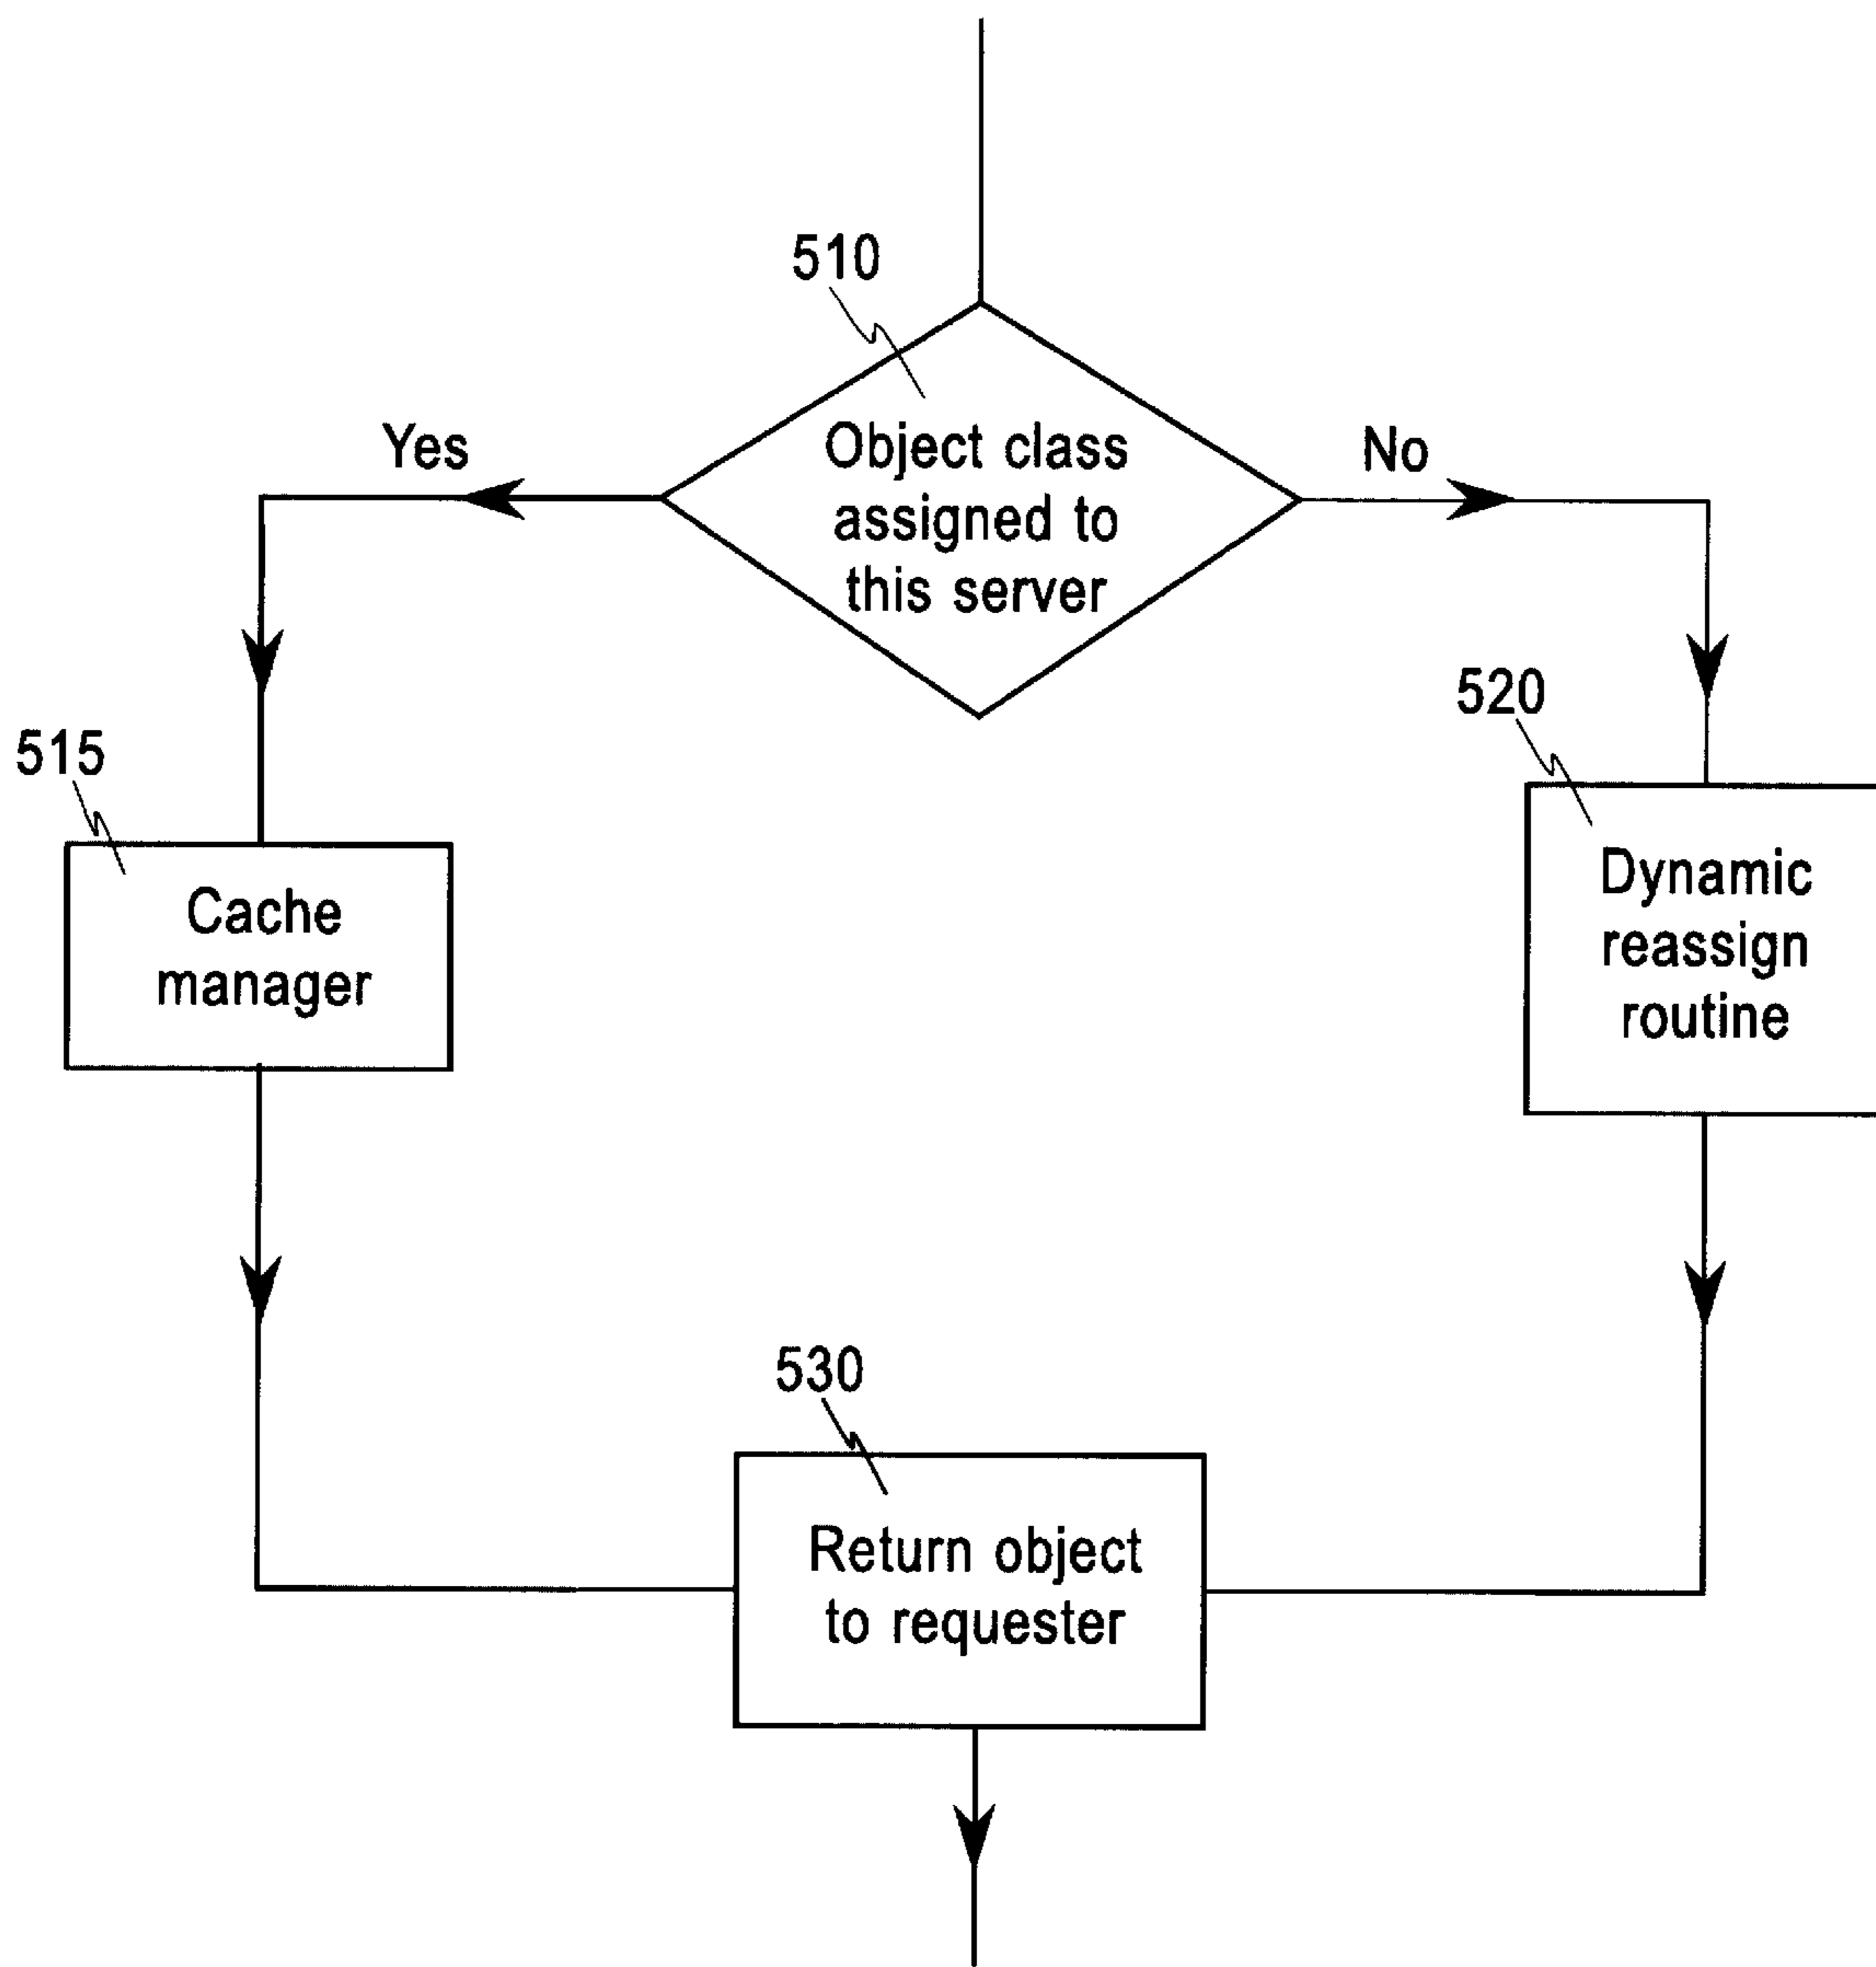 510
Object class
assigned to
this server
Yes
No
515
Cache
manager
520
Dynamic
reassign
routine
530
Return object
to requester